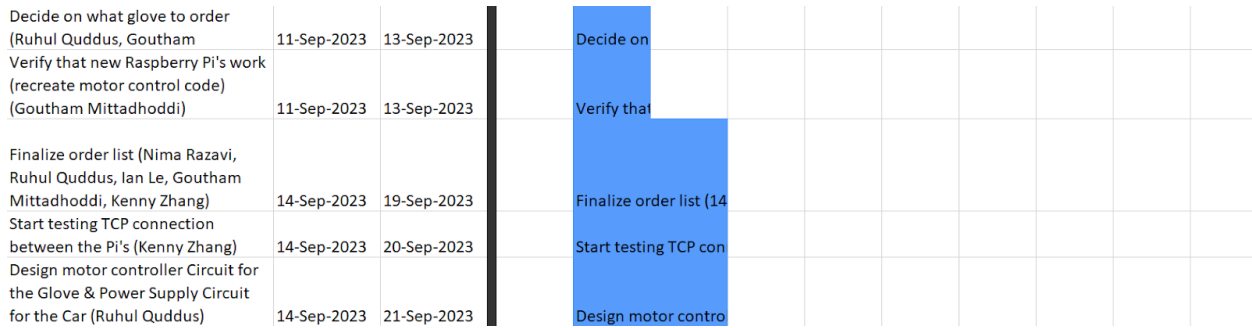 Decide on what glove to order
(Ruhul Quddus, Goutham 11-Sep-2023 13-Sep-2023 Decide on
Verify that new Raspberry Pi's work
(recreate motor control code)
(Goutham Mittadhoddi) 11-Sep-2023 13-Sep-2023 Verify that
Finalize order list (Nima Razavi,
Ruhul Quddus, Ian Le, Goutham
Mittadhoddi, Kenny Zhang) 14-Sep-2023 19-Sep-2023 Finalize order list (14
Start testing TCP connection
between the Pi's (Kenny Zhang) 14-Sep-2023 20-Sep-2023 Start testing TCP con
Design motor controller Circuit for
the Glove & Power Supply Circuit
for the Car (Ruhul Quddus) 14-Sep-2023 21-Sep-2023 Design motor contro